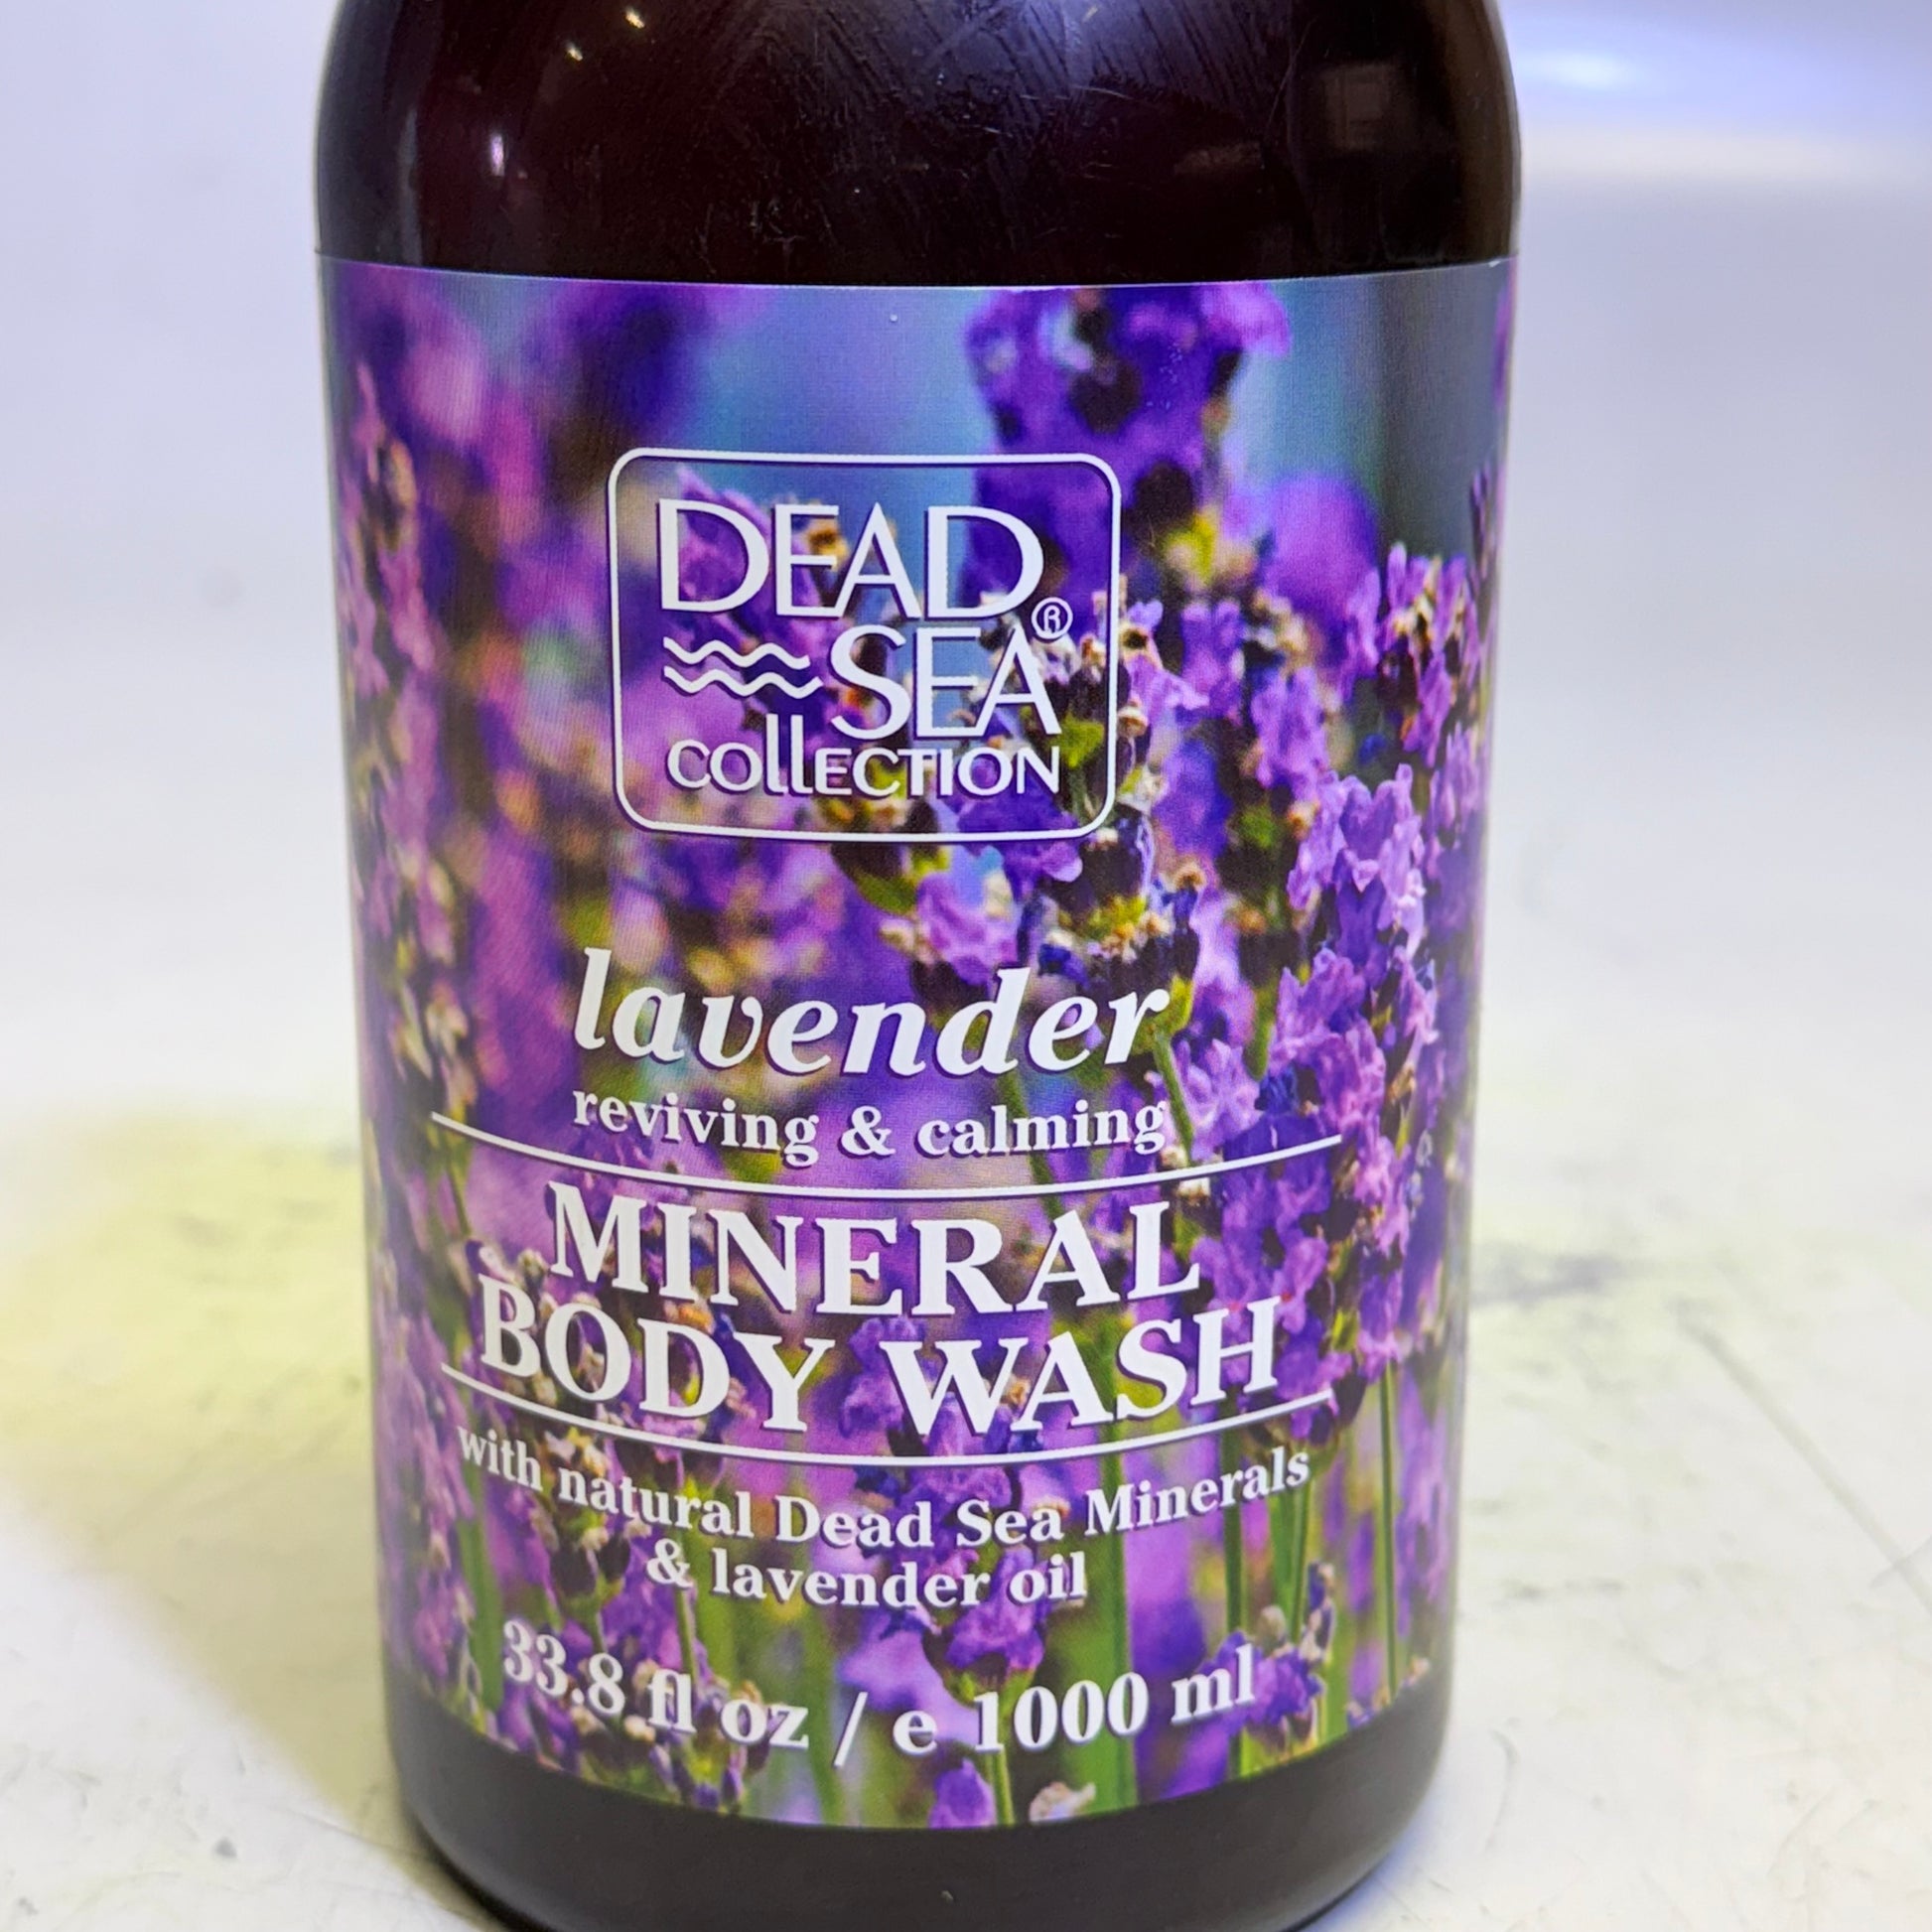 DEAD
SEA®
COllECTION
lavender
reviving & calming
MINERAL
BODY WASH
with natural Dead Sea Minerals
& lavender oil
33.8 fl oz / e 1000 ml